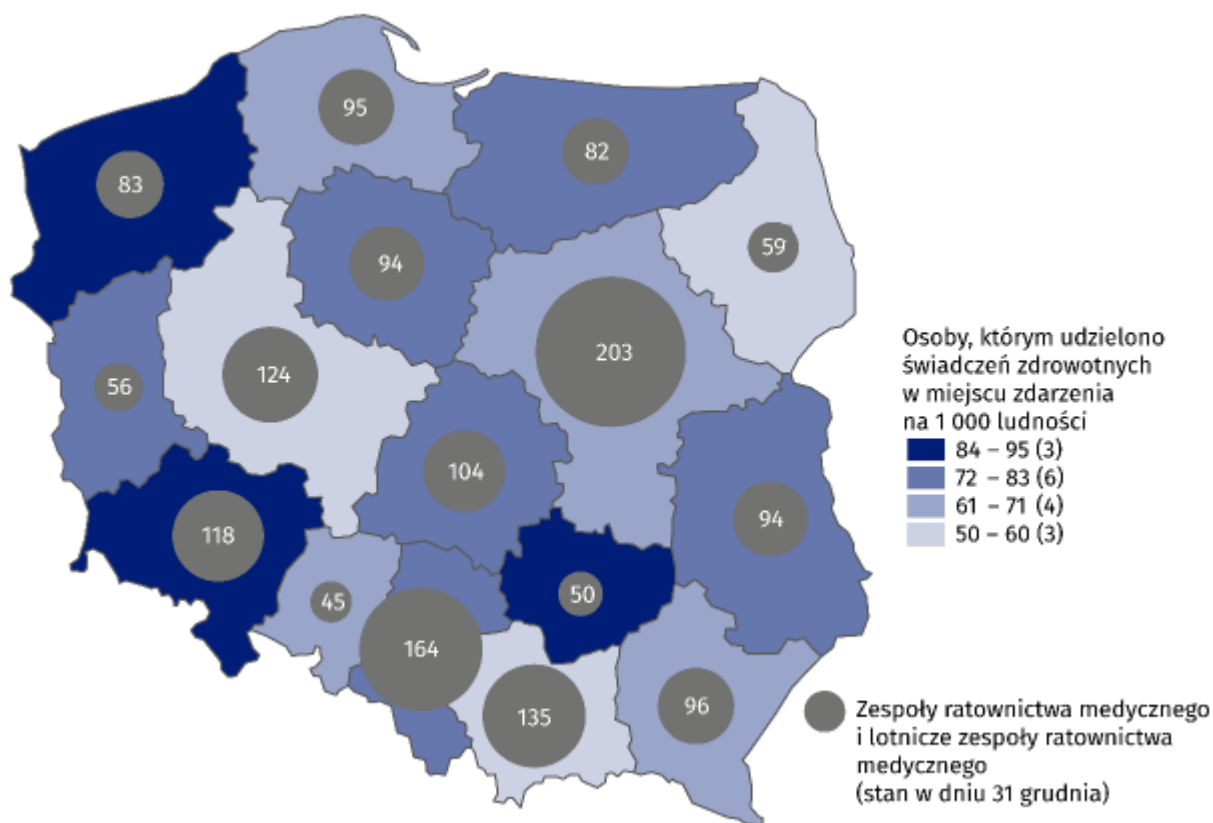 95
82
83
59
94
203
124
56
104
94
118
50
45
164
96
135
Osoby, którym udzielono
świadczeń zdrowotnych
w miejscu zdarzenia
na 1 000 ludności
84 – 95 (3)
72 – 83 (6)
61 – 71 (4)
50 – 60 (3)
Zespoły ratownictwa medycznego
i lotnicze zespoły ratownictwa
medycznego
(stan w dniu 31 grudnia)